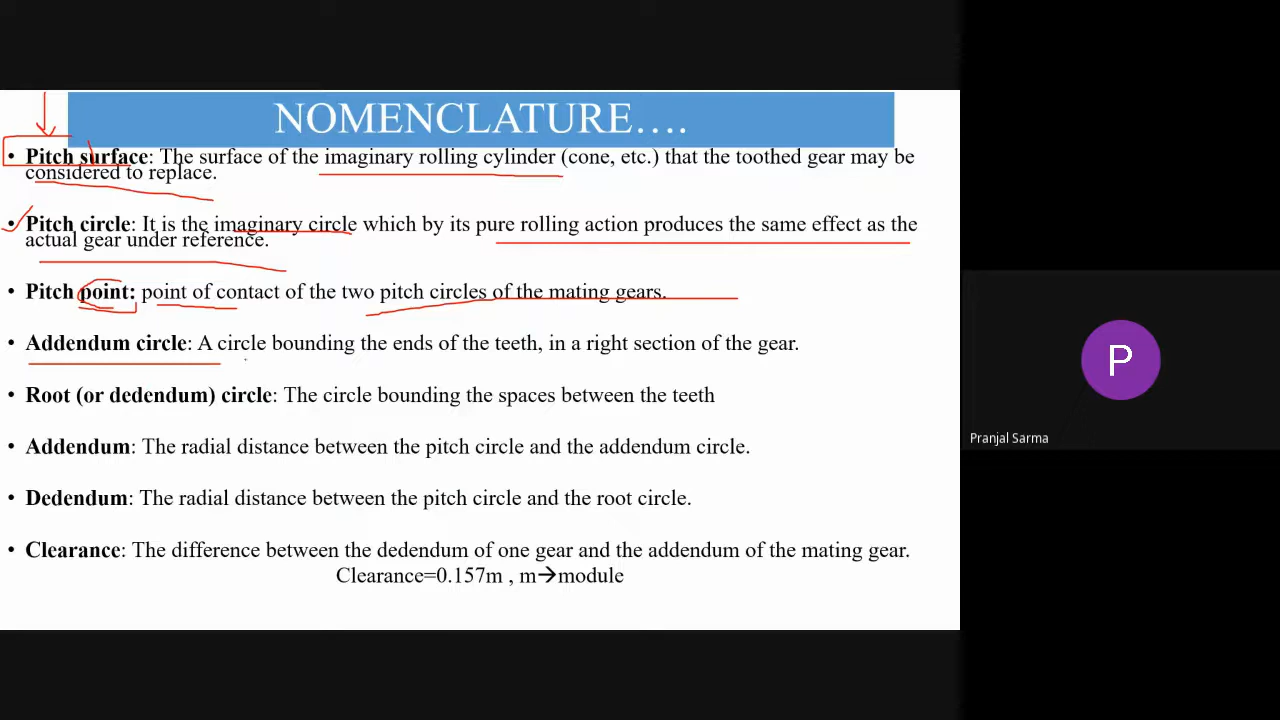 NOMENCLATURE....
• Pitch surface: The surface of the imaginary rolling cylinder (cone, etc.) that the toothed gear may be
considered to replace.
• Pitch circle: It is the imaginary circle which by its pure rolling action produces the same effect as the
actual gear under reference.
• Pitch point: point of contact of the two pitch circles of the mating gears.
• Addendum circle: A circle bounding the ends of the teeth, in a right section of the gear.
• Root (or dedendum) circle: The circle bounding the spaces between the teeth
• Addendum: The radial distance between the pitch circle and the addendum circle.
• Dedendum: The radial distance between the pitch circle and the root circle.
• Clearance: The difference between the dedendum of one gear and the addendum of the mating gear.
Clearance=0.157m , m→module
P
Pranjal Sarma